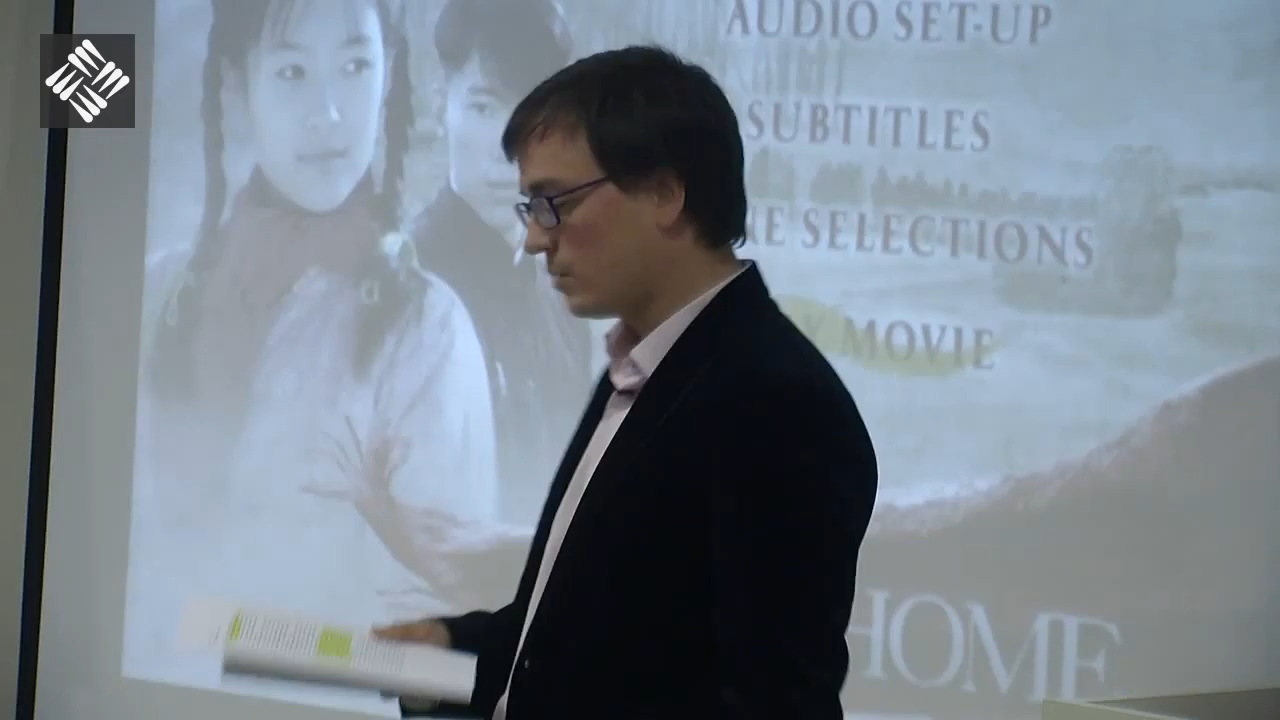 AUDIO SET-UP
SUBTITLES
SELECTIONS
MOVIE
HOME